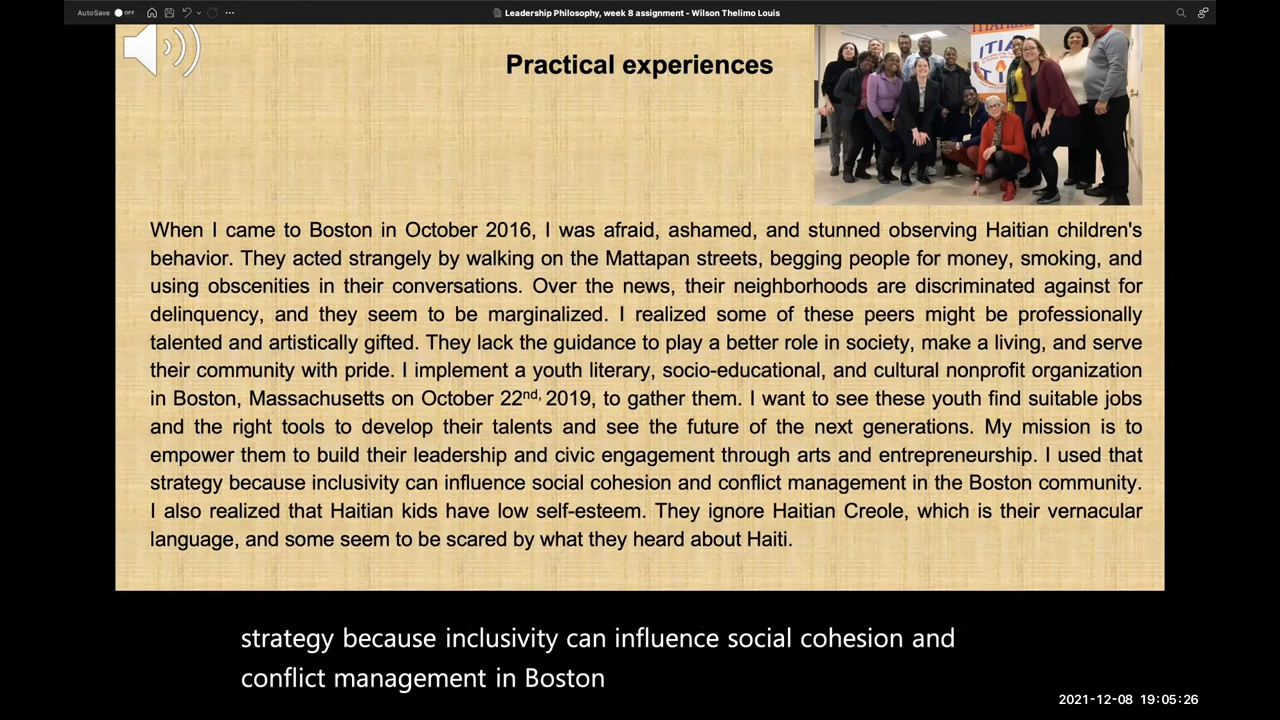 AutoSave OFF
Leadership Philosophy, week 8 assignment - Wilson Thelimo Louis
Practical experiences
When I came to Boston in October 2016, I was afraid, ashamed, and stunned observing Haitian children's
behavior. They acted strangely by walking on the Mattapan streets, begging people for money, smoking, and
using obscenities in their conversations. Over the news, their neighborhoods are discriminated against for
delinquency, and they seem to be marginalized. I realized some of these peers might be professionally
talented and artistically gifted. They lack the guidance to play a better role in society, make a living, and serve
their community with pride. I implement a youth literary, socio-educational, and cultural nonprofit organization
in Boston, Massachusetts on October 22nd, 2019, to gather them. I want to see these youth find suitable jobs
and the right tools to develop their talents and see the future of the next generations. My mission is to
empower them to build their leadership and civic engagement through arts and entrepreneurship. I used that
strategy because inclusivity can influence social cohesion and conflict management in the Boston community.
I also realized that Haitian kids have low self-esteem. They ignore Haitian Creole, which is their vernacular
language, and some seem to be scared by what they heard about Haiti.
strategy because inclusivity can influence social cohesion and
conflict management in Boston
2021-12-08 19:05:26